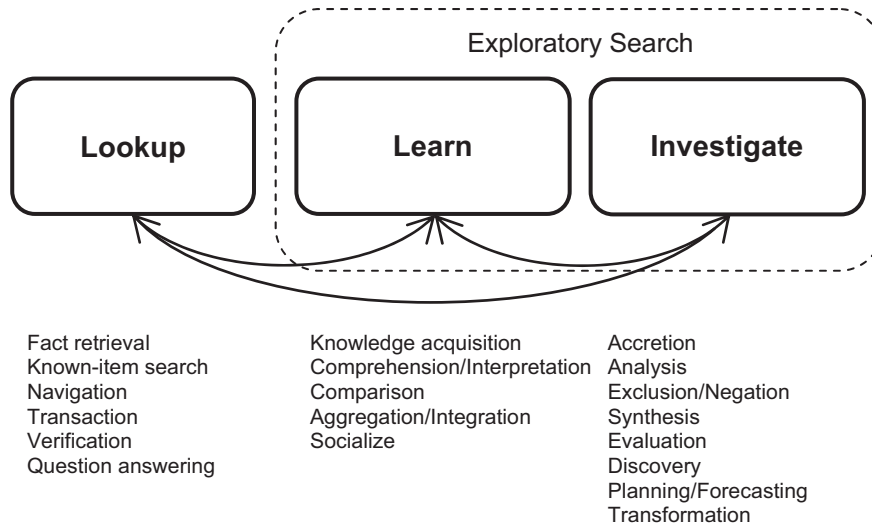 Exploratory Search
Lookup
Learn
Investigate
Fact retrieval
Known-item search
Navigation
Transaction
Verification
Question answering
Knowledge acquisition
Comprehension/Interpretation
Comparison
Aggregation/Integration
Socialize
Accretion
Analysis
Exclusion/Negation
Synthesis
Evaluation
Discovery
Planning/Forecasting
Transformation